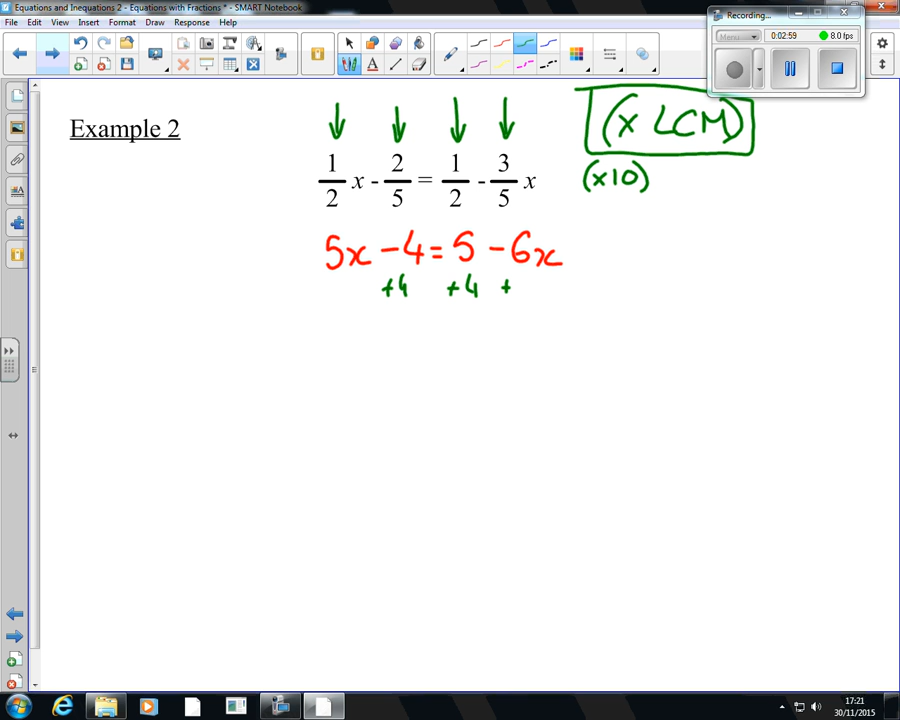 Equations and Inequations 2 - Equations with Fractions * - SMART Notebook
File Edit View Insert Format Tools Draw Response Help
Recording...
Menu...
0:02:59
8.0 fps
Example 2
(x LCM)
1/2 x - 2/5 = 1/2 - 3/5 x
(x10)
5x - 4 = 5 - 6x
+4 +4 +
17:21
30/11/2015